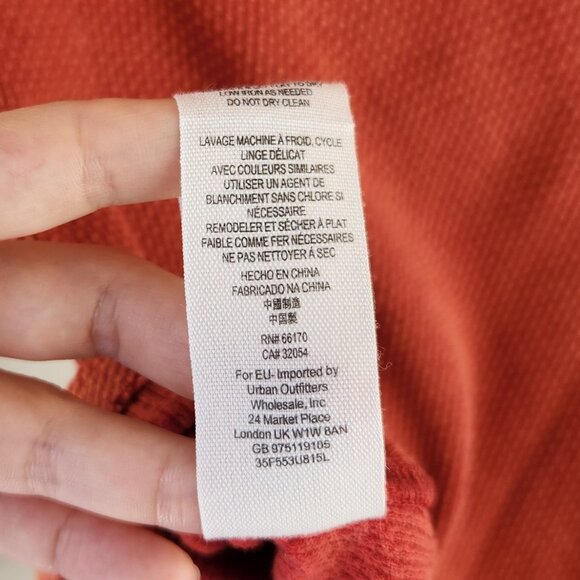 LOW IRON AS NEEDED
DO NOT DRY CLEAN
LAVAGE MACHINE À FROID, CYCLE
LINGE DÉLICAT
AVEC COULEURS SIMILAIRES
UTILISER UN AGENT DE
BLANCHIMENT SANS CHLORE SI
NÉCESSAIRE
REMODELER ET SÉCHER À PLAT
FAIBLE COMME FER NÉCESSAIRES
NE PAS NETTOYER À SEC
HECHO EN CHINA
FABRICADO NA CHINA
中國制造
中国製
RN# 66170
CA# 32054
For EU- Imported by
Urban Outfitters
Wholesale, Inc
24 Market Place
London UK W1W 8AN
GB 975119105
35F553U815L